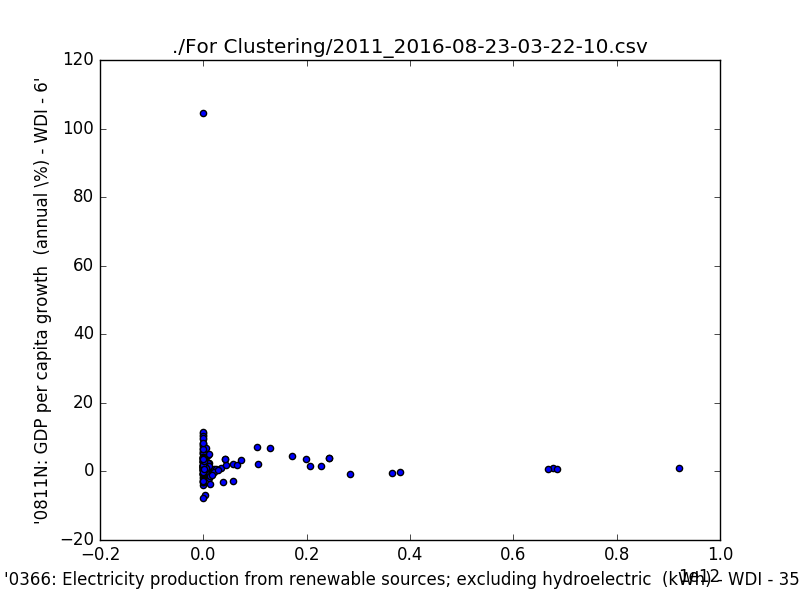 ./For Clustering/2011_2016-08-23-03-22-10.csv
'0811N: GDP per capita growth  (annual \%) - WDI - 6'
120
100
80
60
40
20
0
−20
−0.2 0.0 0.2 0.4 0.6 0.8 1.0
1e12
'0366: Electricity production from renewable sources; excluding hydroelectric  (kWh) - WDI - 35